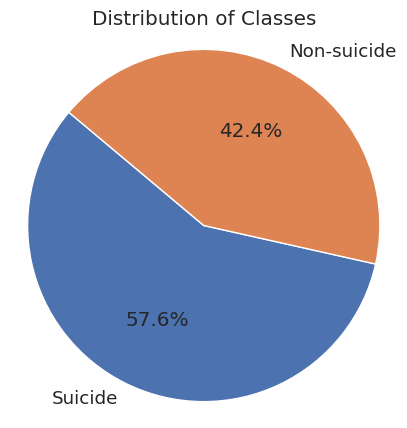 Distribution of Classes
Non-suicide
42.4%
57.6%
Suicide